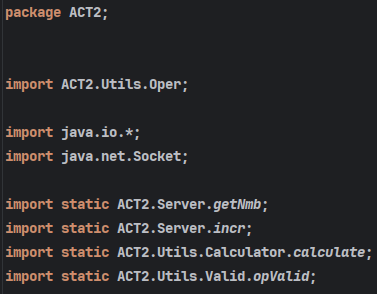 package ACT2;
import ACT2.Utils.Oper;
import java.io.*;
import java.net.Socket;
import static ACT2.Server.getNmb;
import static ACT2.Server.incr;
import static ACT2.Utils.Calculator.calculate;
import static ACT2.Utils.Valid.opValid;